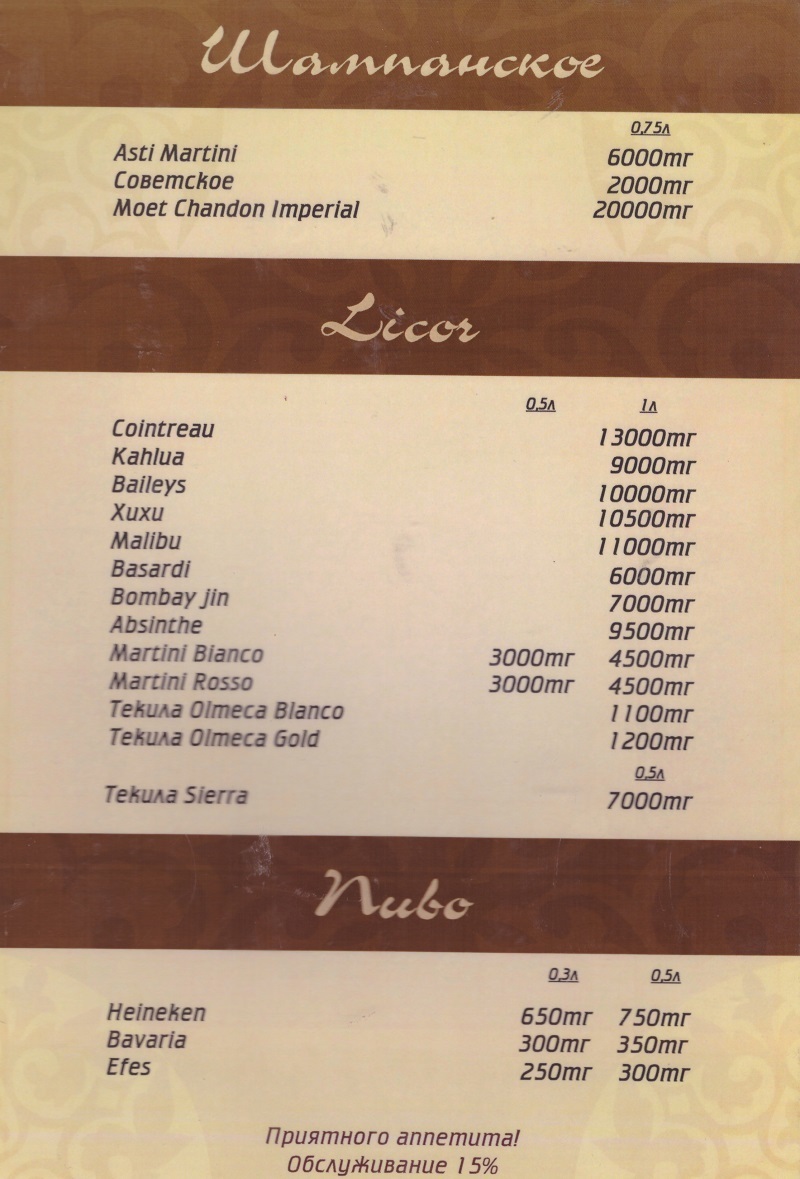 Шампанское
0,75л
Asti Martini 6000тг
Советское 2000тг
Moet Chandon Imperial 20000тг
Licor
0,5л 1л
Cointreau 13000тг
Kahlua 9000тг
Baileys 10000тг
Xuxu 10500тг
Malibu 11000тг
Basardi 6000тг
Bombay jin 7000тг
Absinthe 9500тг
Martini Bianco 3000тг 4500тг
Martini Rosso 3000тг 4500тг
Текила Olmeca Blanco 1100тг
Текила Olmeca Gold 1200тг
0,5л
Текила Sierra 7000тг
Пиво
0,3л 0,5л
Heineken 650тг 750тг
Bavaria 300тг 350тг
Efes 250тг 300тг
Приятного аппетита!
Обслуживание 15%